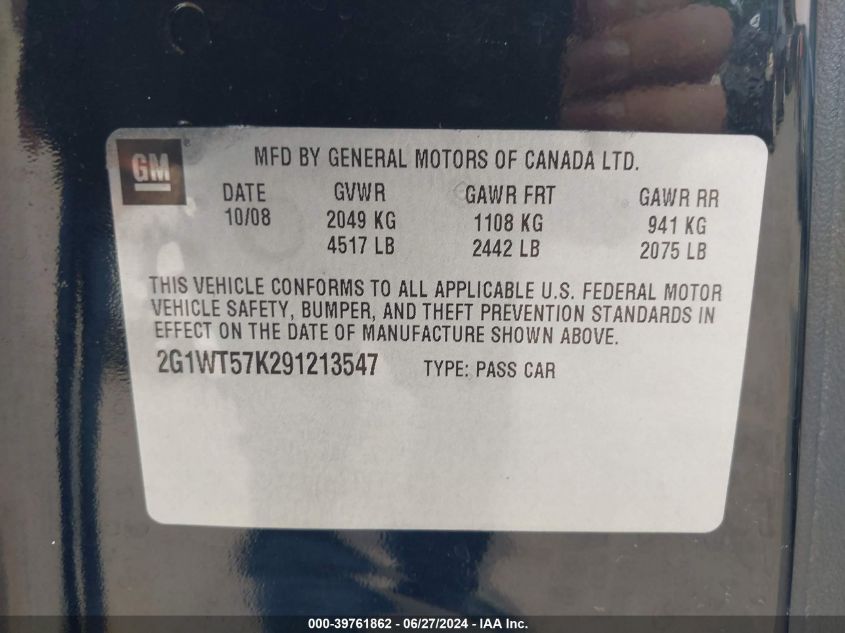 GM
MFD BY GENERAL MOTORS OF CANADA LTD.
DATE GVWR GAWR FRT GAWR RR
10/08 2049 KG 1108 KG 941 KG
4517 LB 2442 LB 2075 LB
THIS VEHICLE CONFORMS TO ALL APPLICABLE U.S. FEDERAL MOTOR
VEHICLE SAFETY, BUMPER, AND THEFT PREVENTION STANDARDS IN
EFFECT ON THE DATE OF MANUFACTURE SHOWN ABOVE.
2G1WT57K291213547 TYPE: PASS CAR
000-39761862 - 06/27/2024 - IAA Inc.